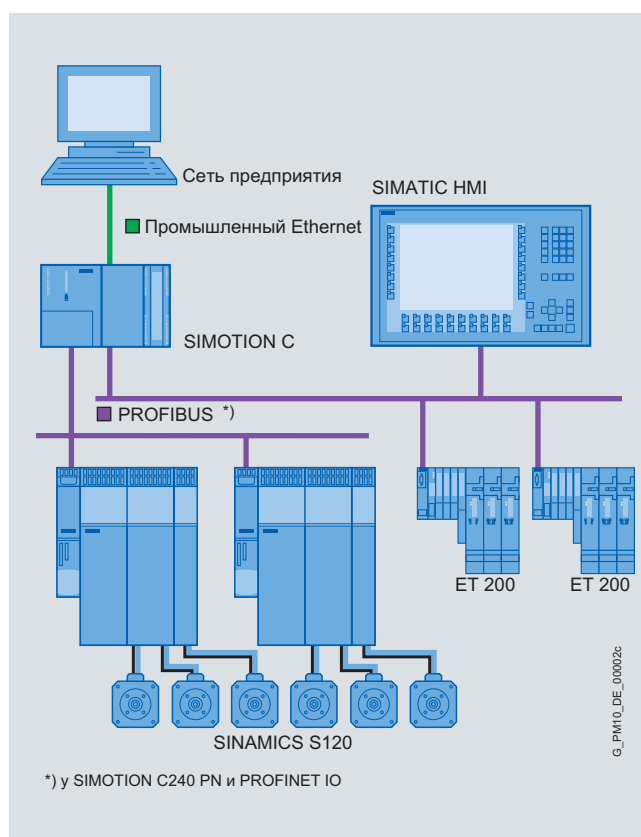 Сеть предприятия
SIMATIC HMI
Промышленный Ethernet
SIMOTION C
PROFIBUS *)
ET 200
ET 200
SINAMICS S120
G_PM10_DE_00002c
*) у SIMOTION C240 PN и PROFINET IO